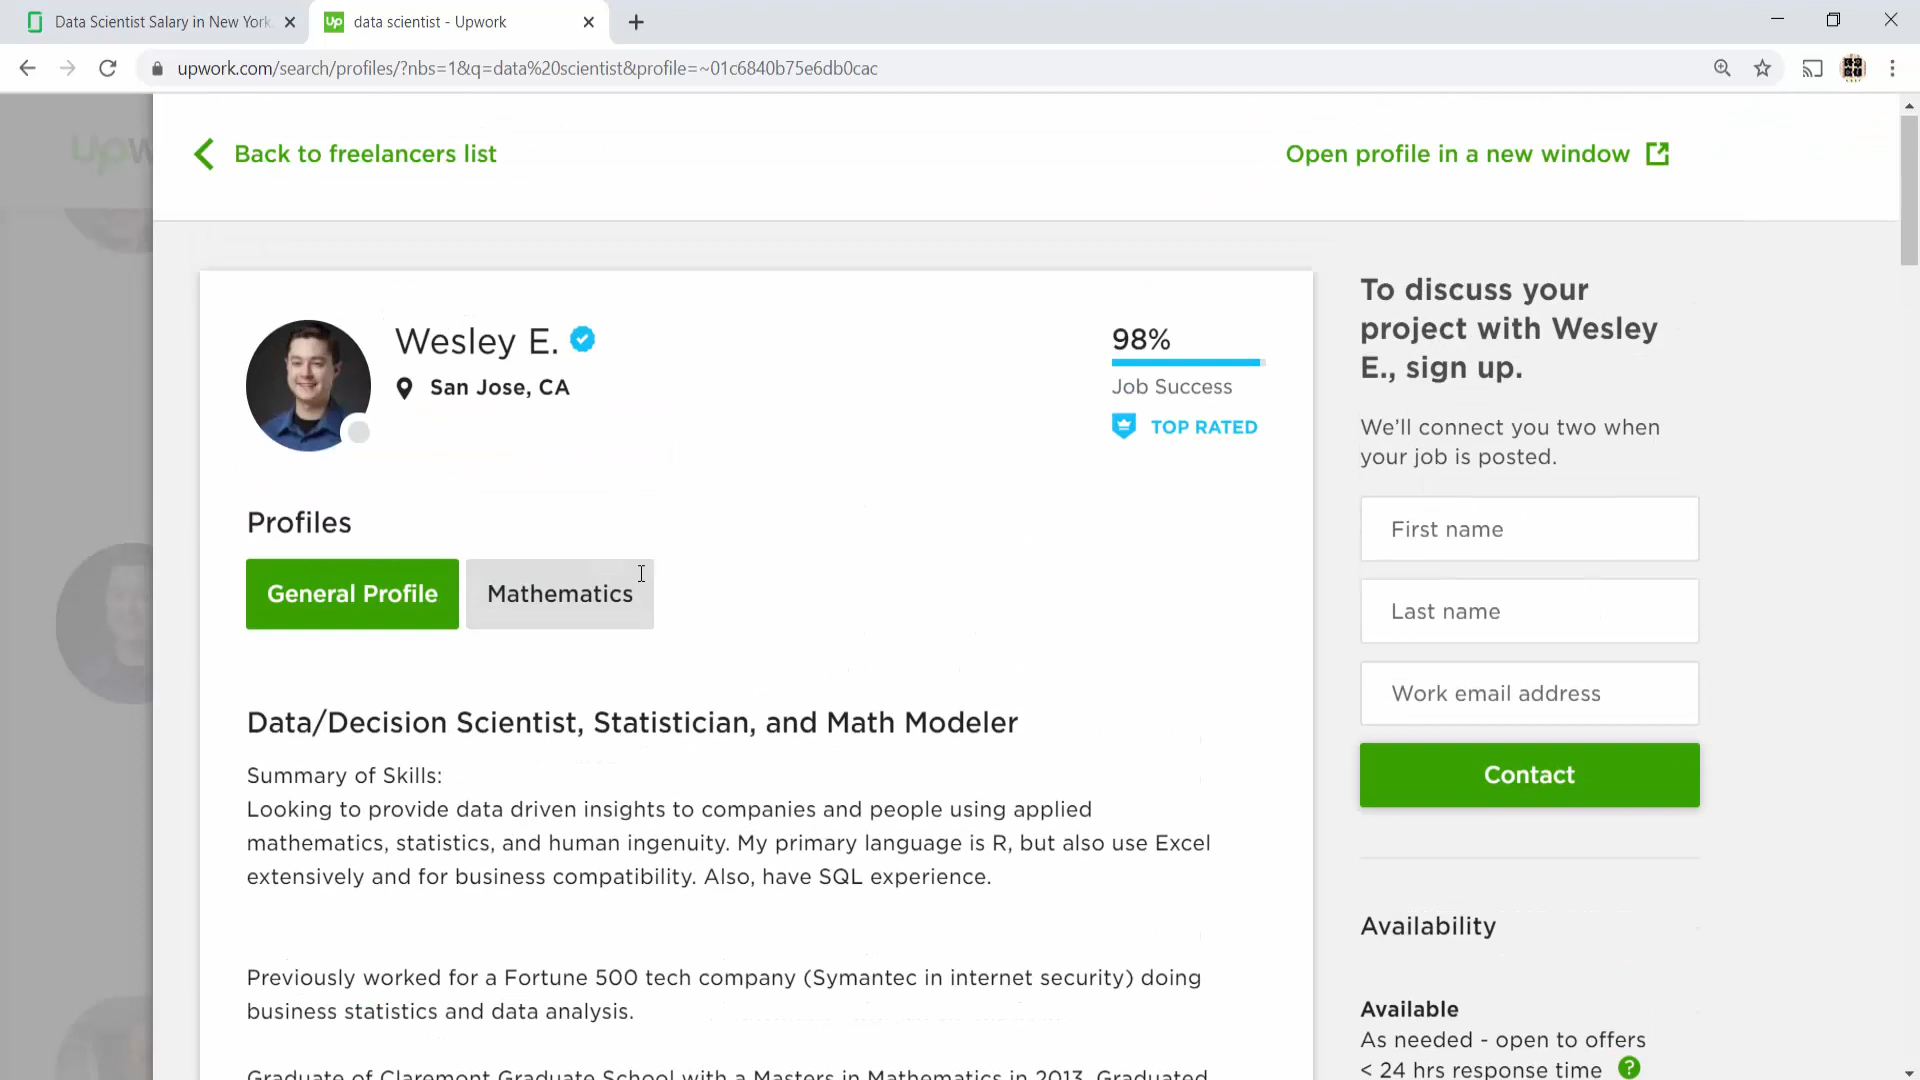 Data Scientist Salary in New York
data scientist - Upwork
upwork.com/search/profiles/?nbs=1&q=data%20scientist&profile=~01c6840b75e6db0cac
upw
Back to freelancers list
Open profile in a new window
Wesley E.
San Jose, CA
98%
Job Success
TOP RATED
Profiles
General Profile
Mathematics
Data/Decision Scientist, Statistician, and Math Modeler
Summary of Skills:
Looking to provide data driven insights to companies and people using applied
mathematics, statistics, and human ingenuity. My primary language is R, but also use Excel
extensively and for business compatibility. Also, have SQL experience.
Previously worked for a Fortune 500 tech company (Symantec in internet security) doing
business statistics and data analysis.
Graduate of Claremont Graduate School with a Masters in Mathematics in 2013. Graduated
To discuss your
project with Wesley
E., sign up.
We'll connect you two when
your job is posted.
First name
Last name
Work email address
Contact
Availability
Available
As needed - open to offers
< 24 hrs response time ?